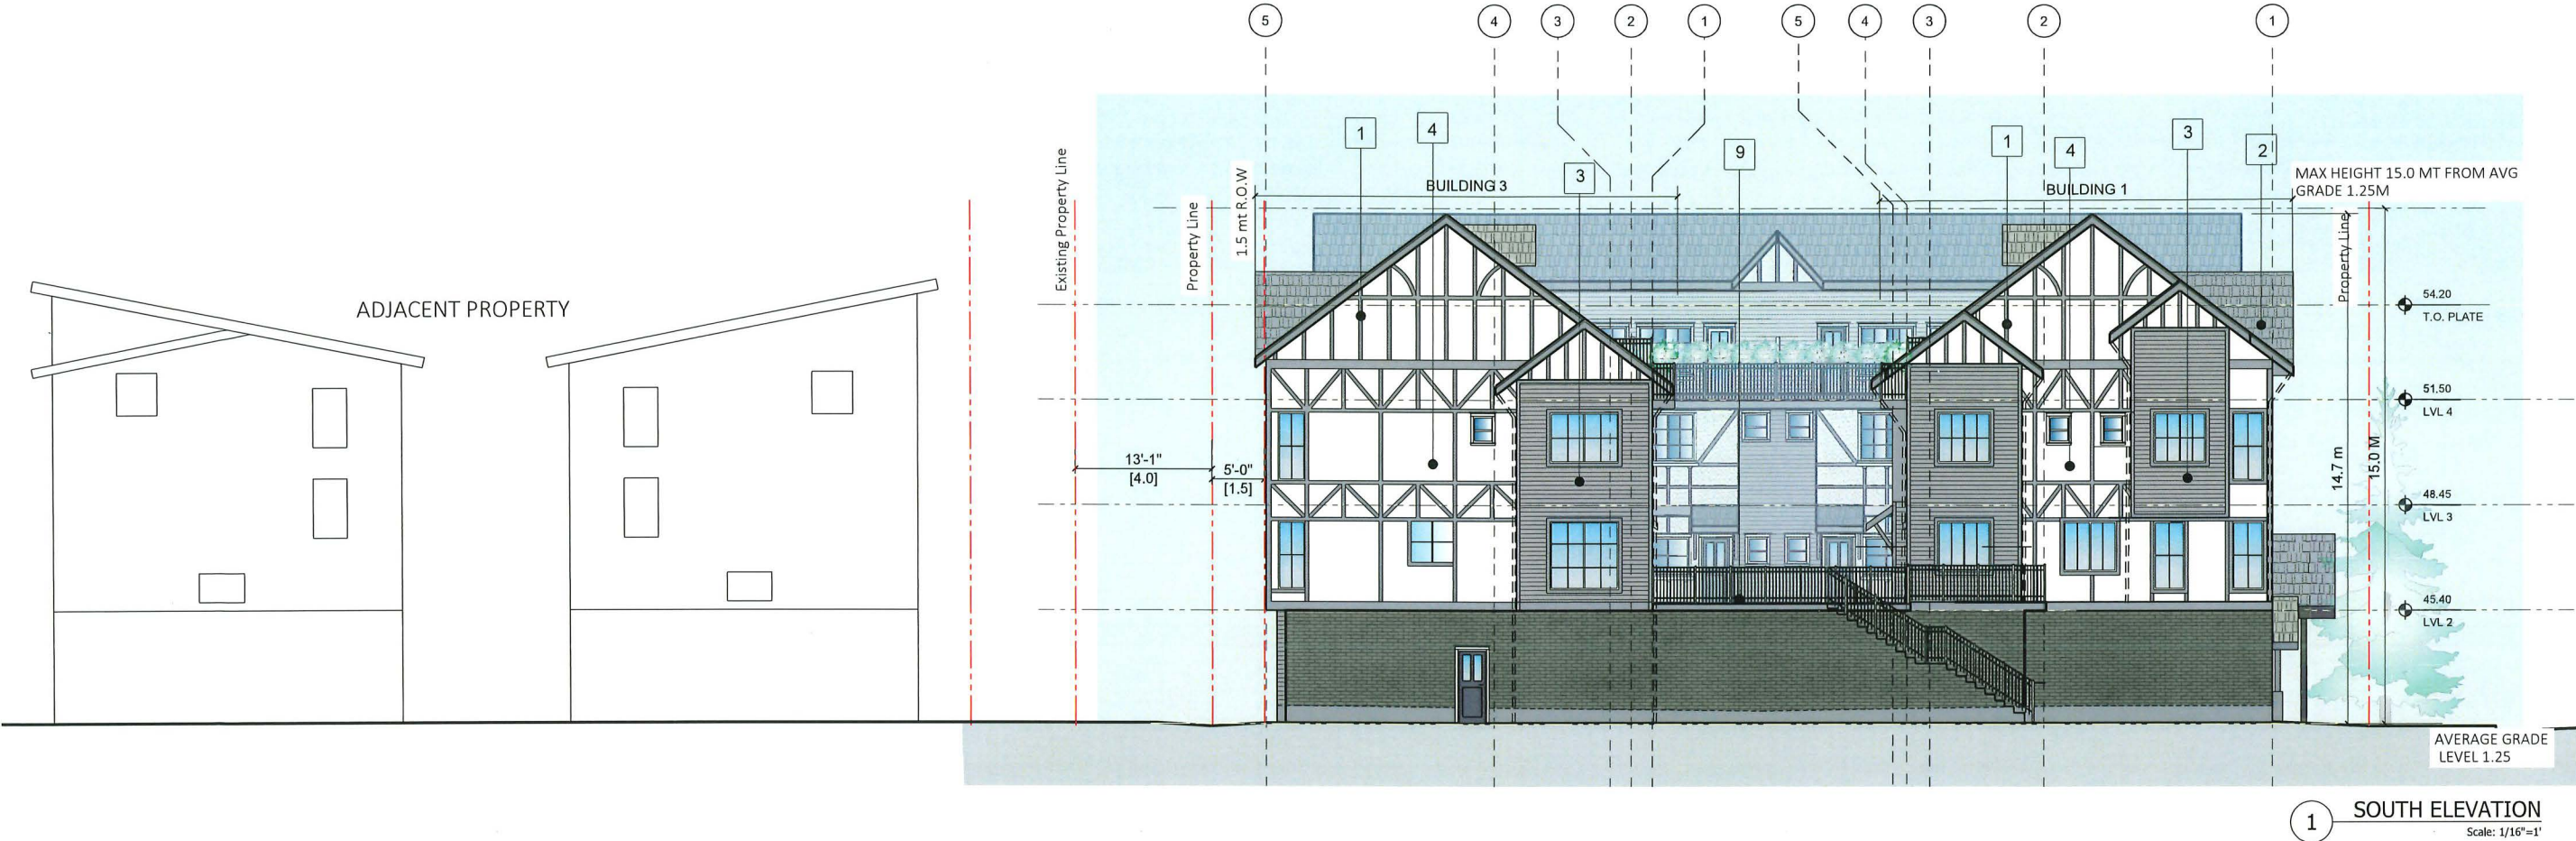 5
4
3
2
1
5
4
3
2
1
1
4
3
9
1
4
3
2
Existing Property Line
Property Line
1.5 mt R.O.W
BUILDING 3
BUILDING 1
MAX HEIGHT 15.0 MT FROM AVG
GRADE 1.25M
Property Line
ADJACENT PROPERTY
54.20
T.O. PLATE
51.50
LVL 4
13'-1"
[4.0]
5'-0"
[1.5]
14.7 m
15.0 M
48.45
LVL 3
45.40
LVL 2
AVERAGE GRADE
LEVEL 1.25
1
SOUTH ELEVATION
Scale: 1/16"=1'